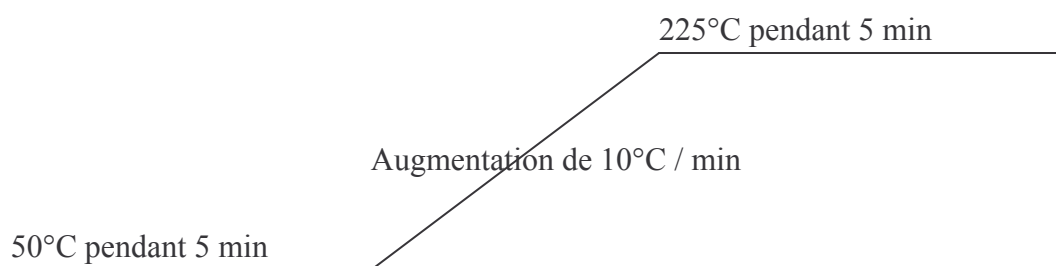 225°C pendant 5 min
Augmentation de 10°C / min
50°C pendant 5 min